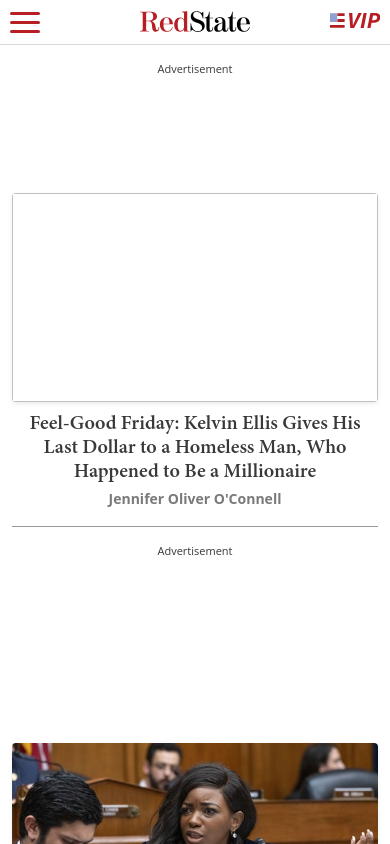 RedState
VIP
Advertisement
Feel-Good Friday: Kelvin Ellis Gives His
Last Dollar to a Homeless Man, Who
Happened to Be a Millionaire
Jennifer Oliver O'Connell
Advertisement